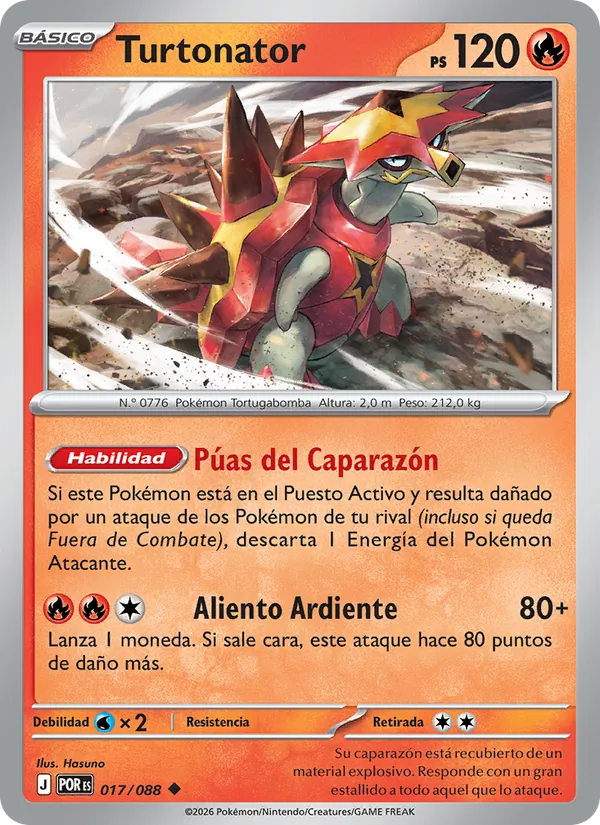 BÁSICO
Turtonator
PS 120
N.º 0776 Pokémon Tortugabomba Altura: 2,0 m Peso: 212,0 kg
Habilidad Púas del Caparazón
Si este Pokémon está en el Puesto Activo y resulta dañado
por un ataque de los Pokémon de tu rival (incluso si queda
Fuera de Combate), descarta 1 Energía del Pokémon
Atacante.
Aliento Ardiente 80+
Lanza 1 moneda. Si sale cara, este ataque hace 80 puntos
de daño más.
Debilidad ×2 Resistencia Retirada
Ilus. Hasuno
J POR ES 017/088
Su caparazón está recubierto de un
material explosivo. Responde con un gran
estallido a todo aquel que lo ataque.
©2026 Pokémon/Nintendo/Creatures/GAME FREAK